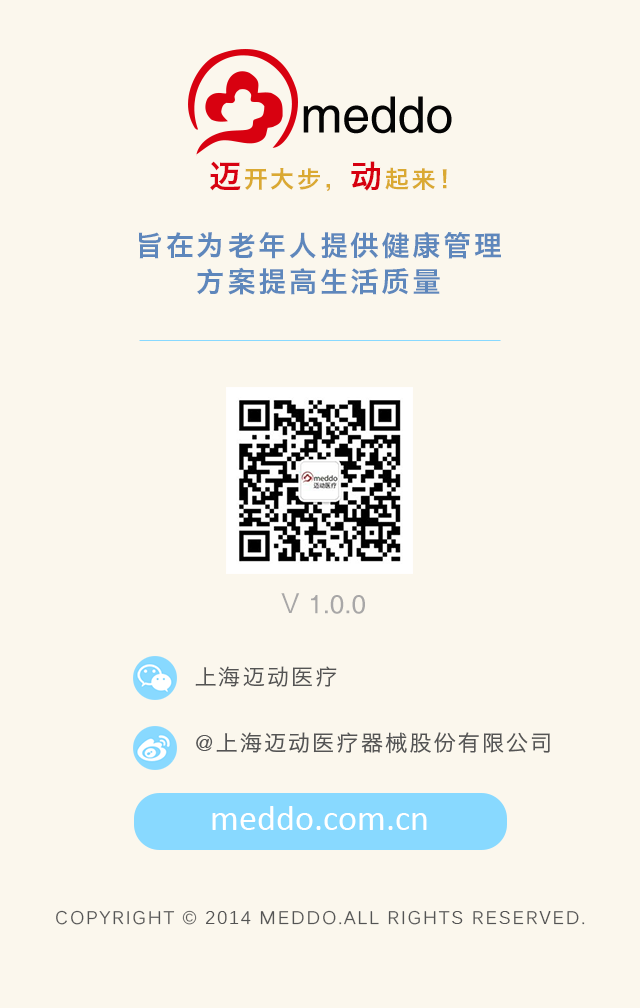 meddo
迈开大步，动起来！
旨在为老年人提供健康管理
方案提高生活质量
meddo
迈动医疗
V 1.0.0
上海迈动医疗
@上海迈动医疗器械股份有限公司
meddo.com.cn
COPYRIGHT © 2014 MEDDO.ALL RIGHTS RESERVED.